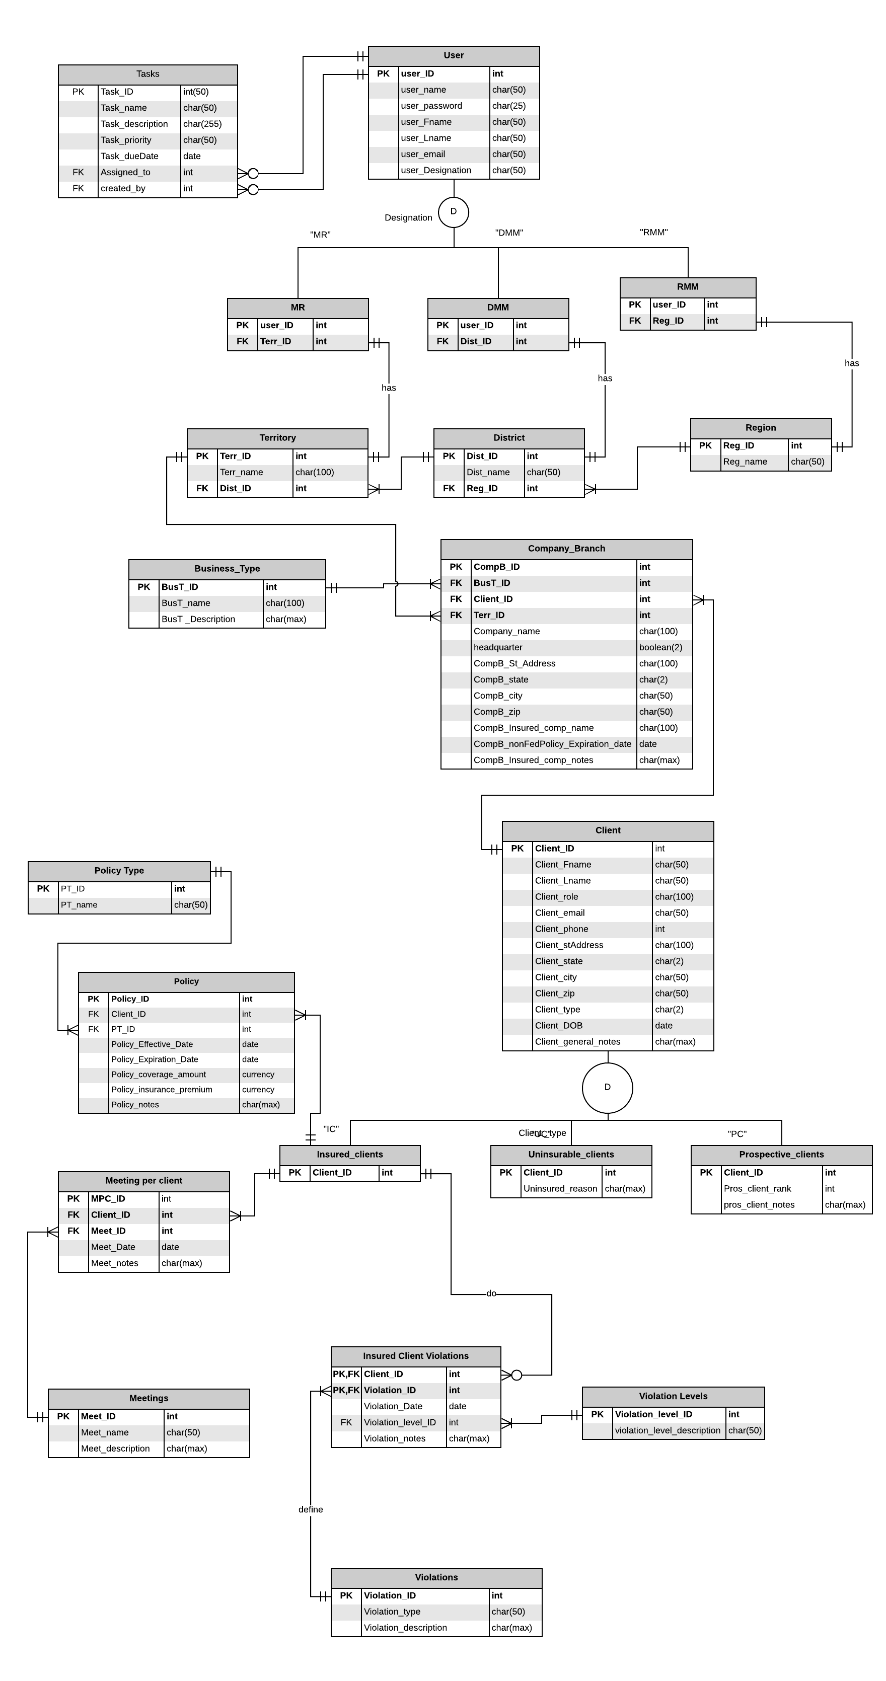 User
PK user_ID int
user_name char(50)
user_password char(25)
user_Fname char(50)
user_Lname char(50)
user_email char(50)
user_Designation char(50)
Tasks
PK Task_ID int(50)
Task_name char(50)
Task_description char(255)
Task_priority char(50)
Task_dueDate date
FK Assigned_to int
FK created_by int
D
Designation
"MR"
"DMM"
"RMM"
MR
PK user_ID int
FK Terr_ID int
DMM
PK user_ID int
FK Dist_ID int
RMM
PK user_ID int
FK Reg_ID int
has
has
has
Territory
PK Terr_ID int
Terr_name char(100)
FK Dist_ID int
District
PK Dist_ID int
Dist_name char(50)
FK Reg_ID int
Region
PK Reg_ID int
Reg_name char(50)
Business_Type
PK BusT_ID int
BusT_name char(100)
BusT _Description char(max)
Company_Branch
PK CompB_ID int
FK BusT_ID int
FK Client_ID int
FK Terr_ID int
Company_name char(100)
headquarter boolean(2)
CompB_St_Address char(100)
CompB_state char(2)
CompB_city char(50)
CompB_zip char(50)
CompB_Insured_comp_name char(100)
CompB_nonFedPolicy_Expiration_date date
CompB_Insured_comp_notes char(max)
Client
PK Client_ID int
Client_Fname char(50)
Client_Lname char(50)
Client_role char(100)
Client_email char(50)
Client_phone int
Client_stAddress char(100)
Client_state char(2)
Client_city char(50)
Client_zip char(50)
Client_type char(2)
Client_DOB date
Client_general_notes char(max)
Policy Type
PK PT_ID int
PT_name char(50)
Policy
PK Policy_ID int
FK Client_ID int
FK PT_ID int
Policy_Effective_Date date
Policy_Expiration_Date date
Policy_coverage_amount currency
Policy_insurance_premium currency
Policy_notes char(max)
D
"IC"
Client_type
"PC"
Insured_clients
PK Client_ID int
Uninsurable_clients
PK Client_ID int
Uninsured_reason char(max)
Prospective_clients
PK Client_ID int
Pros_client_rank int
pros_client_notes char(max)
Meeting per client
PK MPC_ID int
FK Client_ID int
FK Meet_ID int
Meet_Date date
Meet_notes char(max)
do
Insured Client Violations
PK,FK Client_ID int
PK,FK Violation_ID int
Violation_Date date
FK Violation_level_ID int
Violation_notes char(max)
Meetings
PK Meet_ID int
Meet_name char(50)
Meet_description char(max)
Violation Levels
PK Violation_level_ID int
violation_level_description char(50)
define
Violations
PK Violation_ID int
Violation_type char(50)
Violation_description char(max)